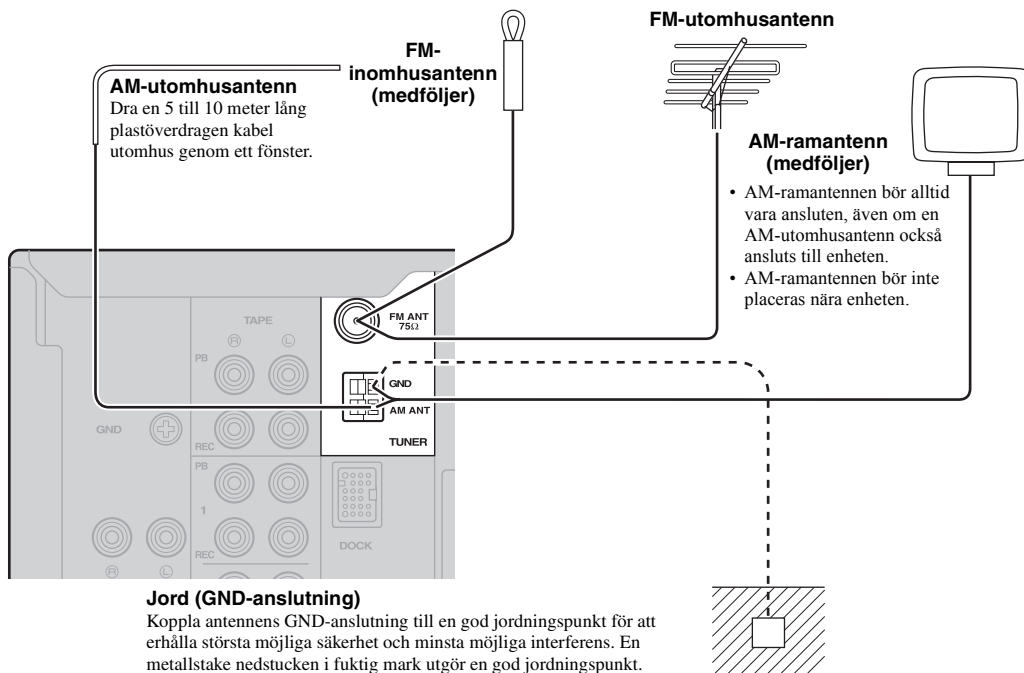 FM-utomhusantenn
FM-
inomhusantenn
(medföljer)
AM-utomhusantenn
Dra en 5 till 10 meter lång
plastöverdragen kabel
utomhus genom ett fönster.
AM-ramantenn
(medföljer)
• AM-ramantennen bör alltid
vara ansluten, även om en
AM-utomhusantenn också
ansluts till enheten.
• AM-ramantennen bör inte
placeras nära enheten.
TAPE
R
L
PB
REC
GND
FM ANT
75Ω
GND
AM ANT
TUNER
PB
1
REC
R
L
DOCK
Jord (GND-anslutning)
Koppla antennens GND-anslutning till en god jordningspunkt för att
erhålla största möjliga säkerhet och minsta möjliga interferens. En
metallstake nedstucken i fuktig mark utgör en god jordningspunkt.